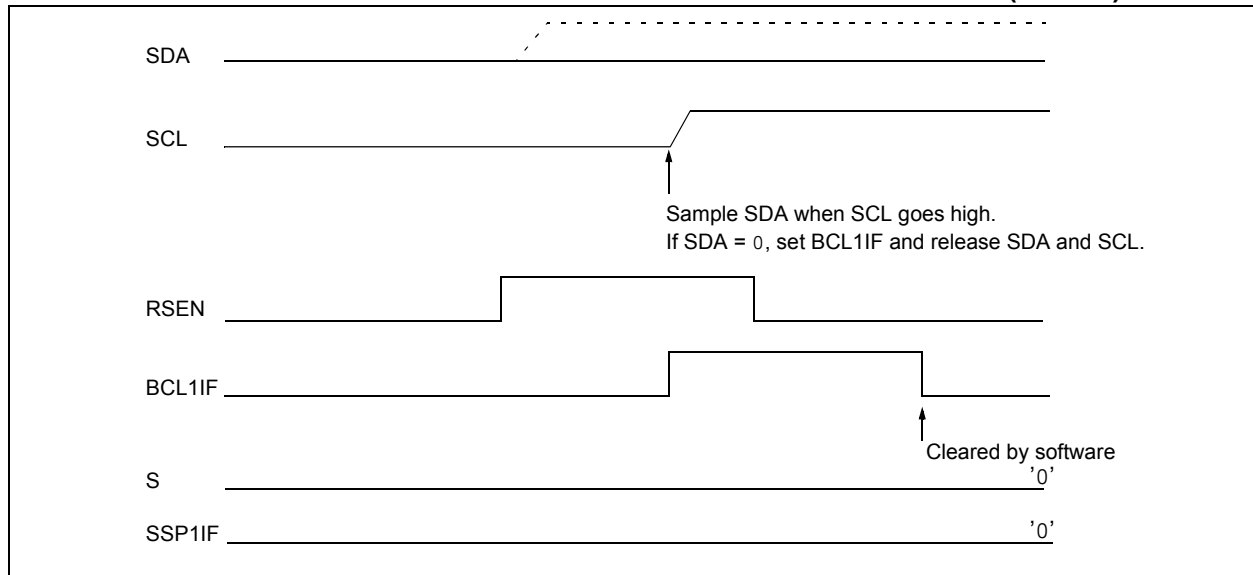 SDA
SCL
Sample SDA when SCL goes high.
If SDA = 0, set BCL1IF and release SDA and SCL.
RSEN
BCL1IF
Cleared by software
S
'0'
SSP1IF
'0'